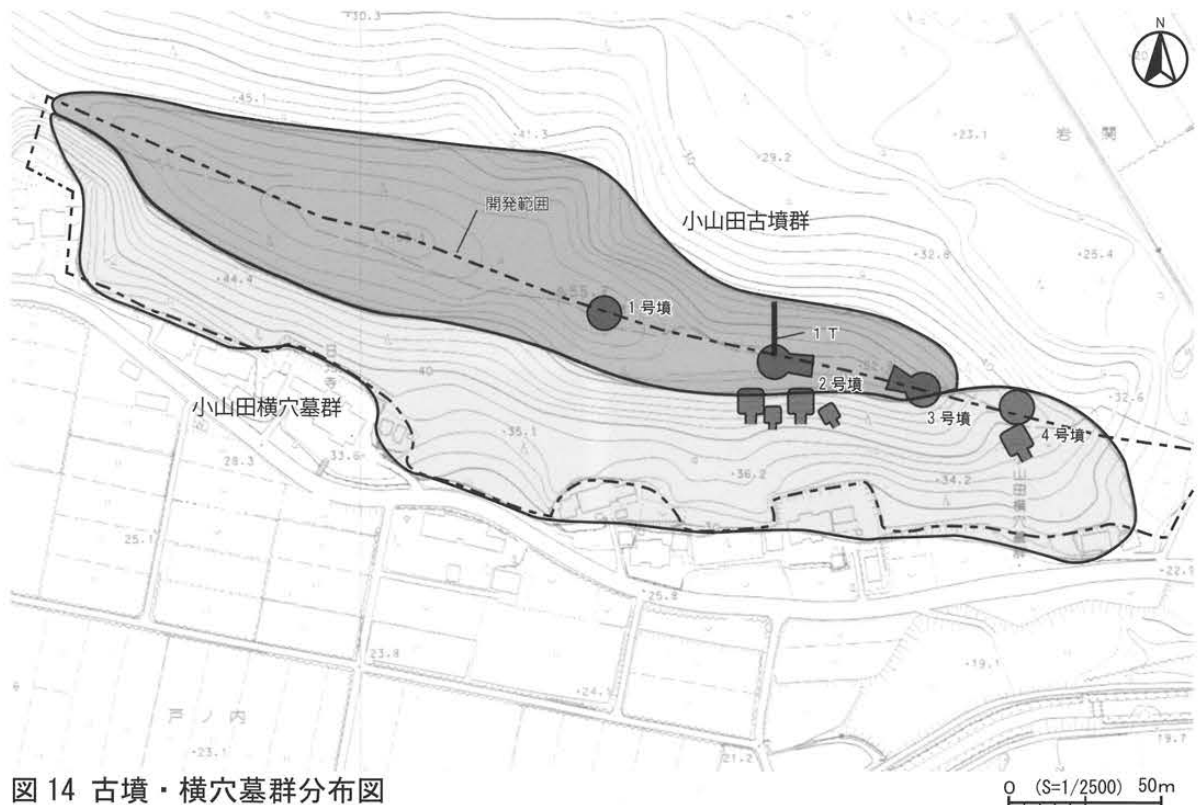 ・30.3
N
・45.1
・41.3
・23.1
岩 関
・29.2
開発範囲
小山田古墳群
・32.8
・25.4
・44.4
1号墳
1T
40
2号墳
・32.6
小山田横穴墓群
3号墳
4号墳
・35.1
・36.2
・34.2
28.3
33.6
25.1
22.1
・25.8
23.8
・24.1
・19.1
戸ノ内
・23.1
21.2
19.7
図14 古墳・横穴墓群分布図
0 (S=1/2500) 50m